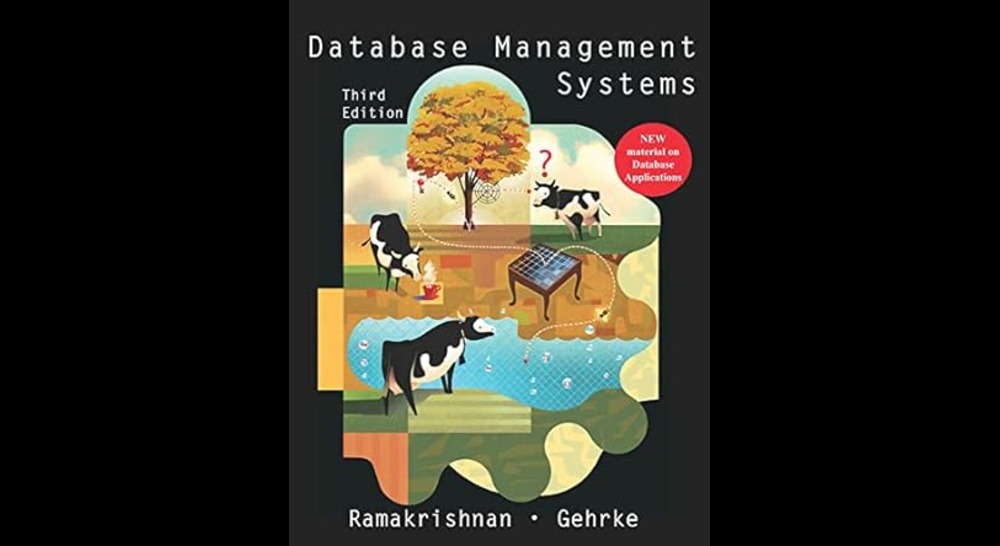 Database Management
Systems
Third
Edition
NEW
material on
Database
Applications
?
Ramakrishnan • Gehrke